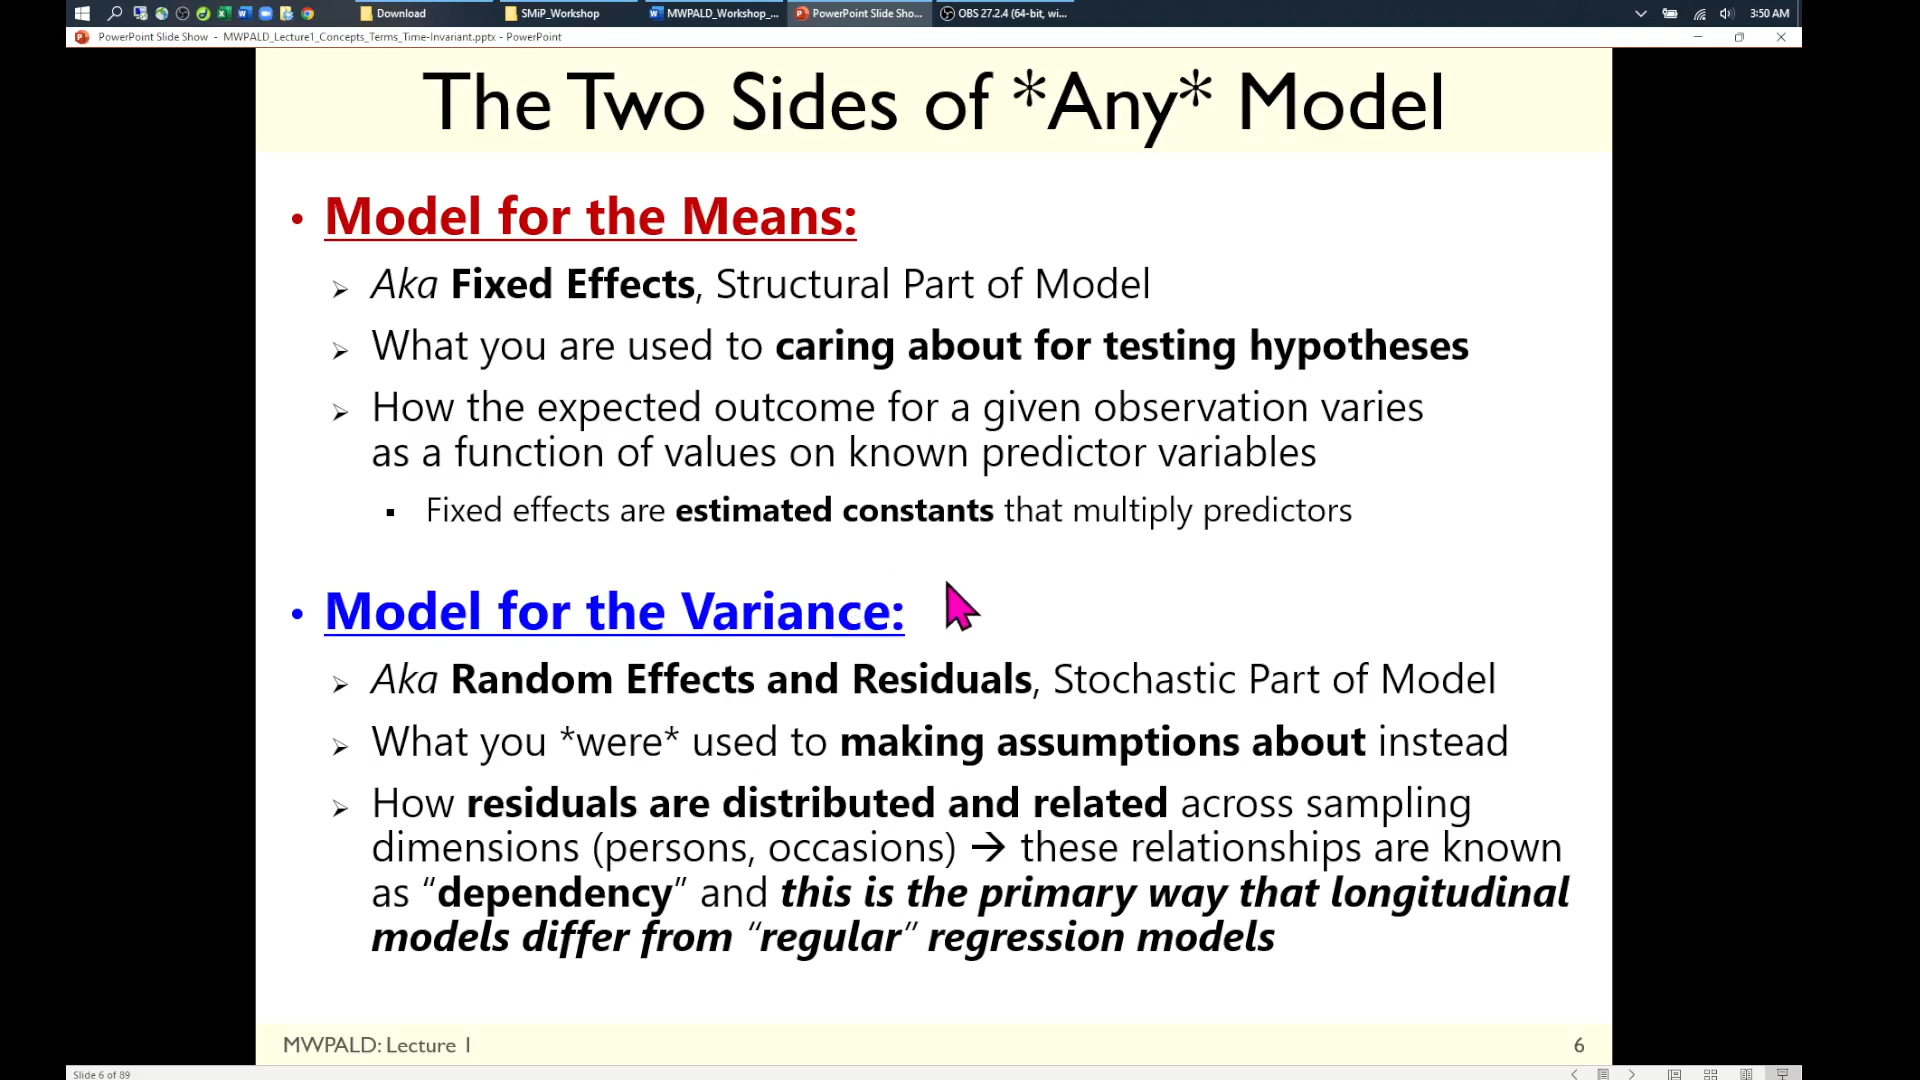 Download
SMiP_Workshop
MWPALD_Workshop_...
PowerPoint Slide Sho...
OBS 27.2.4 (64-bit, wi...
3:50 AM
PowerPoint Slide Show - MWPALD_Lecture1_Concepts_Terms_Time-Invariant.pptx - PowerPoint
The Two Sides of *Any* Model
• Model for the Means:
➢ Aka Fixed Effects, Structural Part of Model
➢ What you are used to caring about for testing hypotheses
➢ How the expected outcome for a given observation varies
as a function of values on known predictor variables
▪ Fixed effects are estimated constants that multiply predictors
• Model for the Variance:
➢ Aka Random Effects and Residuals, Stochastic Part of Model
➢ What you *were* used to making assumptions about instead
➢ How residuals are distributed and related across sampling
dimensions (persons, occasions) → these relationships are known
as “dependency” and this is the primary way that longitudinal
models differ from “regular” regression models
MWPALD: Lecture 1
6
Slide 6 of 89